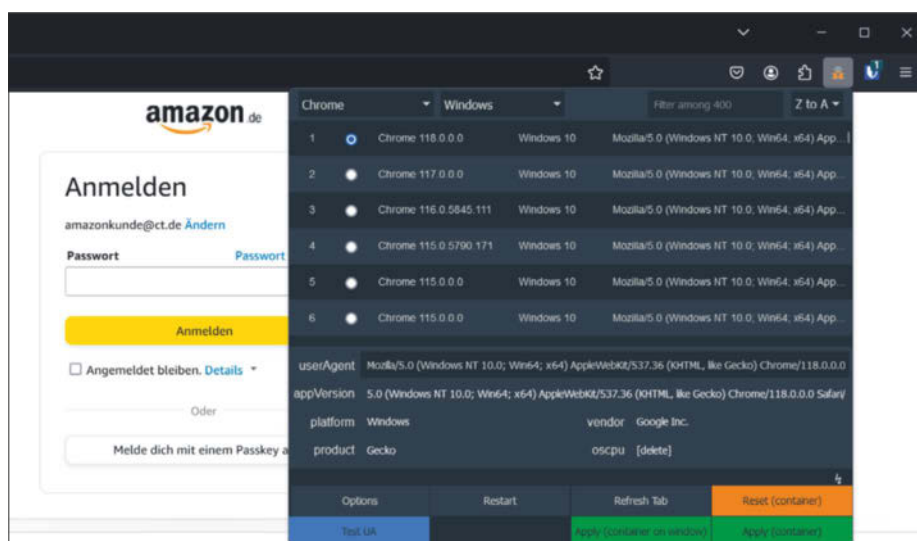 1
amazon.de
Anmelden
amazonkunde@ct.de Ändern
Passwort Passwort
Anmelden
Angemeldet bleiben. Details
Oder
Melde dich mit einem Passkey a
Chrome Windows Filter among 400 Z to A
1 Chrome 118.0.0.0 Windows 10 Mozilla/5.0 (Windows NT 10.0; Win64; x64) App...
2 Chrome 117.0.0.0 Windows 10 Mozilla/5.0 (Windows NT 10.0; Win64; x64) App...
3 Chrome 116.0.5845.111 Windows 10 Mozilla/5.0 (Windows NT 10.0; Win64; x64) App...
4 Chrome 115.0.5790.171 Windows 10 Mozilla/5.0 (Windows NT 10.0; Win64; x64) App...
5 Chrome 115.0.0.0 Windows 10 Mozilla/5.0 (Windows NT 10.0; Win64; x64) App...
6 Chrome 115.0.0.0 Windows 10 Mozilla/5.0 (Windows NT 10.0; Win64; x64) App...
userAgent Mozilla/5.0 (Windows NT 10.0; Win64; x64) AppleWebKit/537.36 (KHTML, like Gecko) Chrome/118.0.0.0
appVersion 5.0 (Windows NT 10.0; Win64; x64) AppleWebKit/537.36 (KHTML, like Gecko) Chrome/118.0.0.0 Safari/
platform Windows vendor Google Inc.
product Gecko oscpu [delete]
Options Restart Refresh Tab Reset (container)
Test UA Apply (container on window) Apply (container)